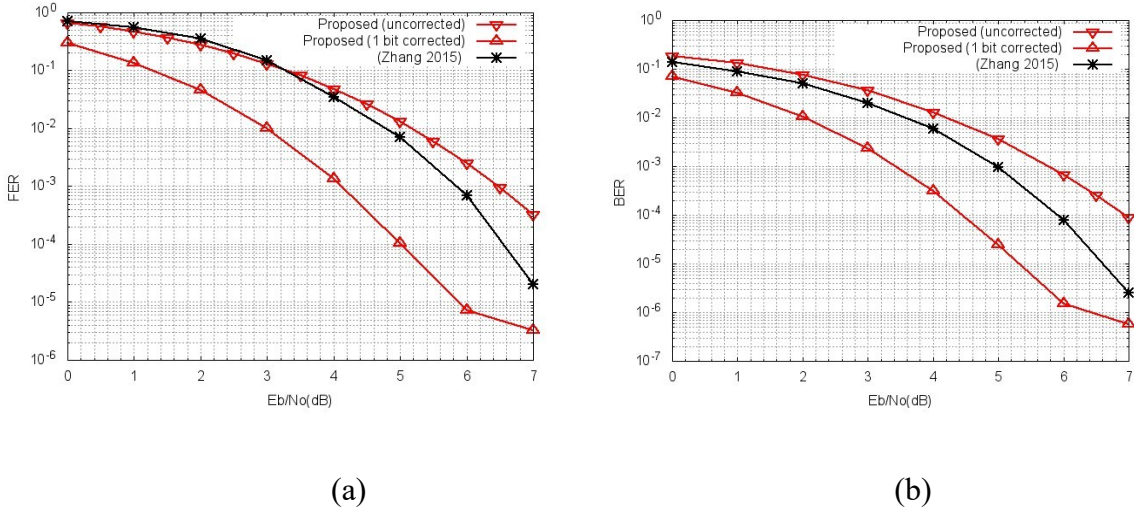 Proposed (uncorrected)
Proposed (1 bit corrected)
(Zhang 2015)
10^0
10^-1
10^-2
10^-3
10^-4
10^-5
10^-6
FER
0 1 2 3 4 5 6 7
Eb/No(dB)
(a)
Proposed (uncorrected)
Proposed (1 bit corrected)
(Zhang 2015)
10^0
10^-1
10^-2
10^-3
10^-4
10^-5
10^-6
10^-7
BER
0 1 2 3 4 5 6 7
Eb/No(dB)
(b)